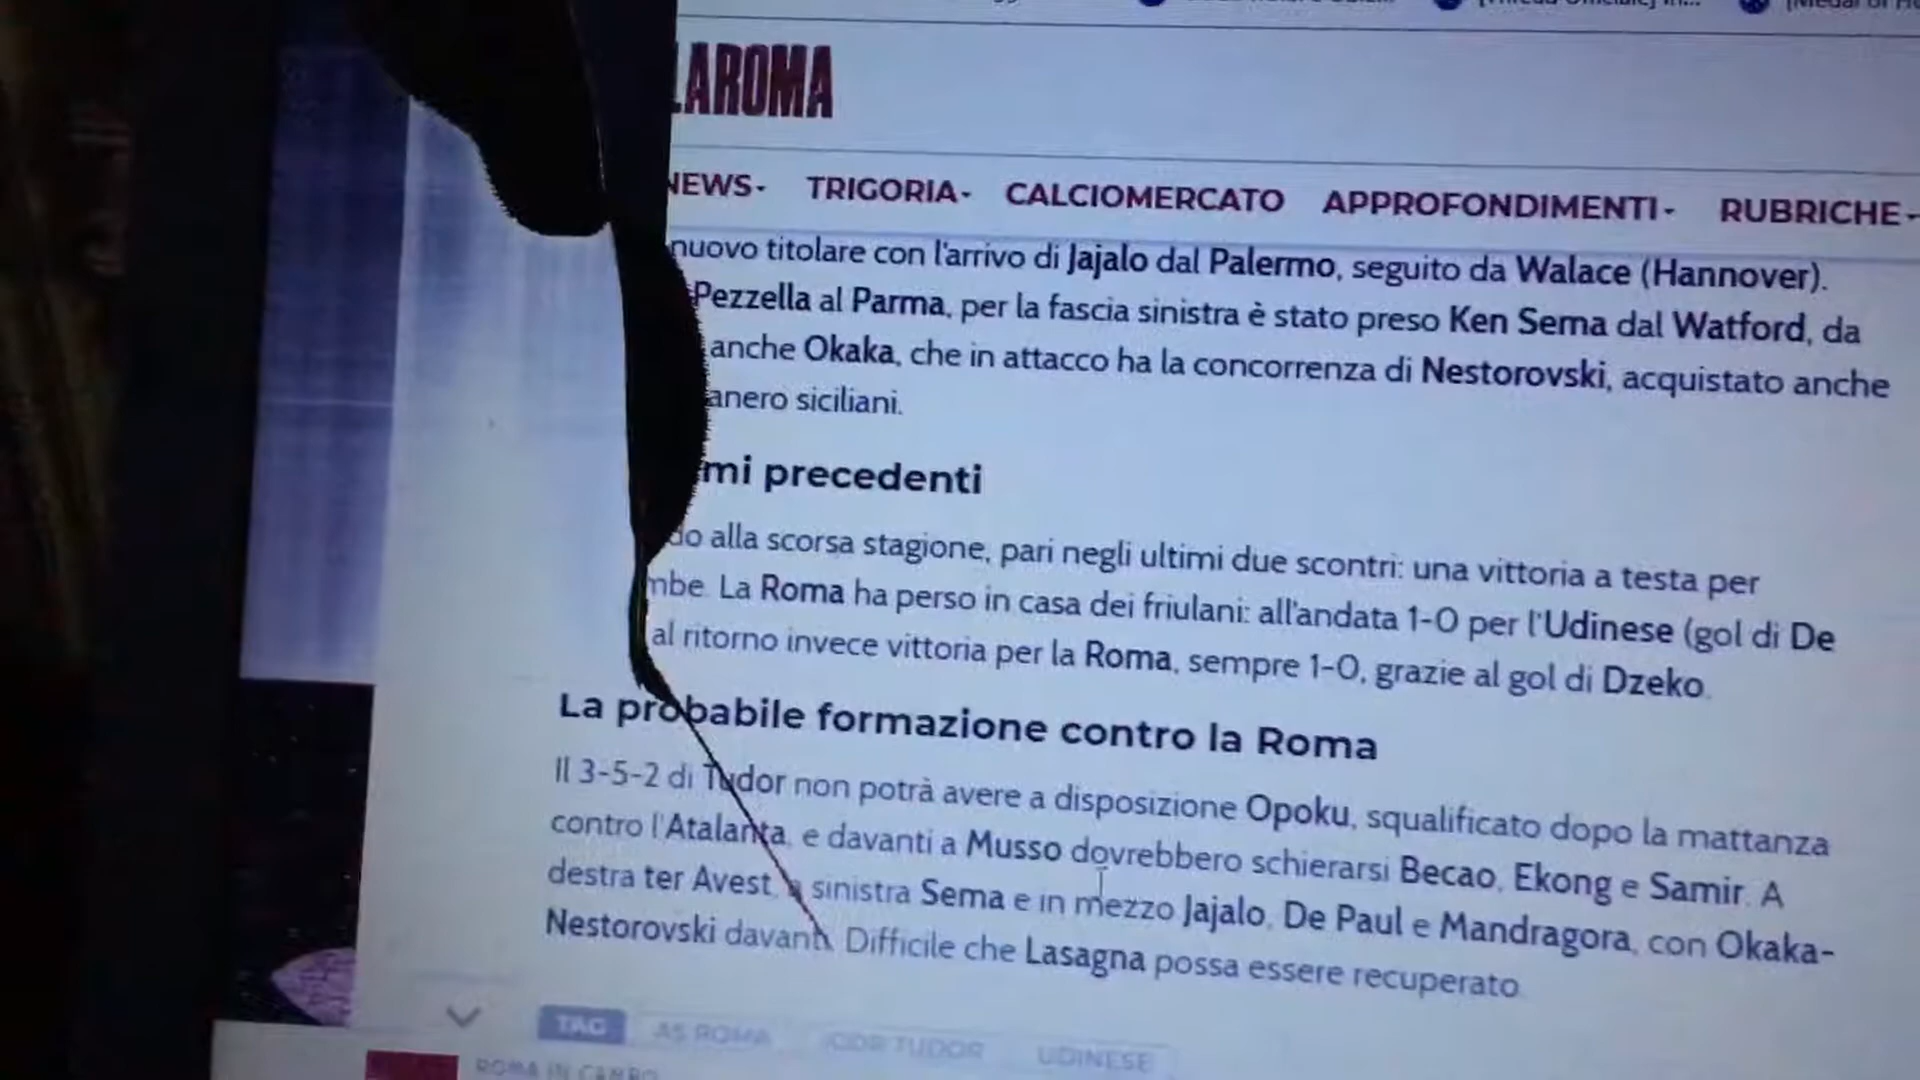 LAROMA
NEWS TRIGORIA CALCIOMERCATO APPROFONDIMENTI RUBRICHE
nuovo titolare con l'arrivo di Jajalo dal Palermo, seguito da Walace (Hannover).
Pezzella al Parma, per la fascia sinistra è stato preso Ken Sema dal Watford, da
anche Okaka, che in attacco ha la concorrenza di Nestorovski, acquistato anche
anero siciliani.
mi precedenti
do alla scorsa stagione, pari negli ultimi due scontri: una vittoria a testa per
mbe. La Roma ha perso in casa dei friulani: all'andata 1-0 per l'Udinese (gol di De
al ritorno invece vittoria per la Roma, sempre 1-0, grazie al gol di Dzeko.
La probabile formazione contro la Roma
Il 3-5-2 di Tudor non potrà avere a disposizione Opoku, squalificato dopo la mattanza
contro l'Atalanta, e davanti a Musso dovrebbero schierarsi Becao, Ekong e Samir. A
destra ter Avest, a sinistra Sema e in mezzo Jajalo, De Paul e Mandragora, con Okaka-
Nestorovski davanti. Difficile che Lasagna possa essere recuperato.
TAG AS ROMA IGOR TUDOR UDINESE
ROMA IN CAMPO